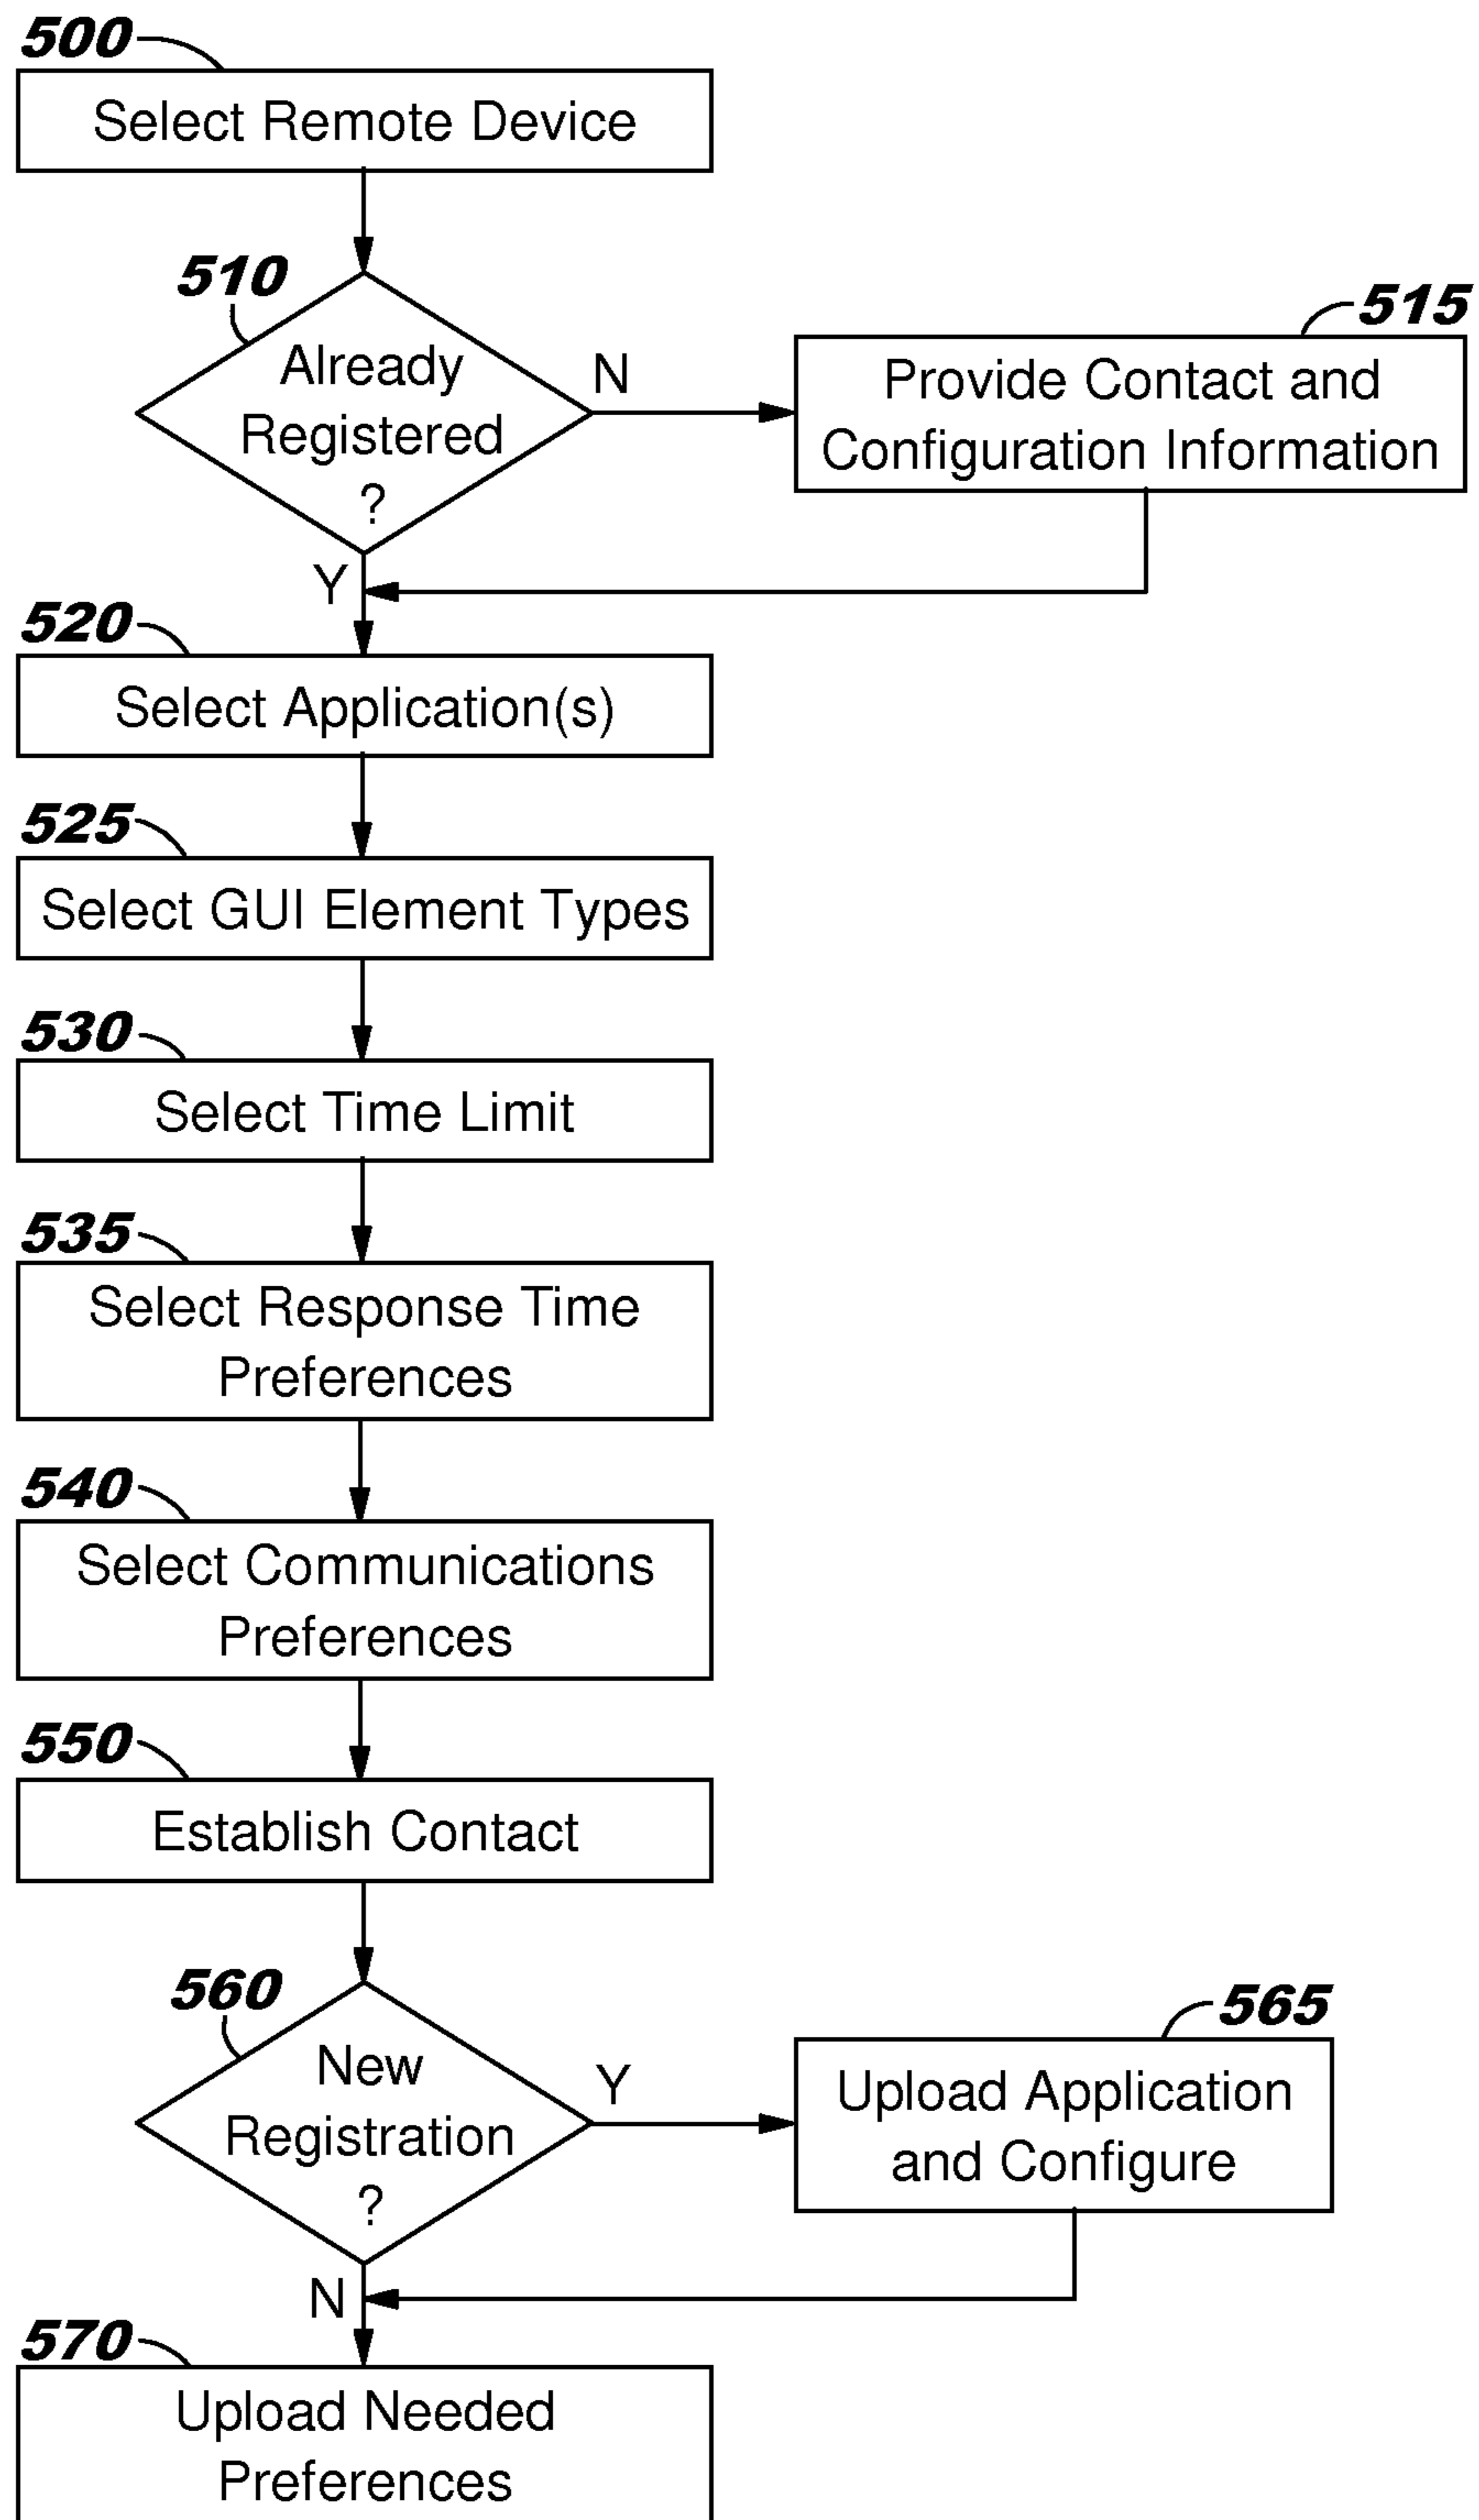 500
Select Remote Device
510
Already
Registered
?
N
Y
515
Provide Contact and
Configuration Information
520
Select Application(s)
525
Select GUI Element Types
530
Select Time Limit
535
Select Response Time
Preferences
540
Select Communications
Preferences
550
Establish Contact
560
New
Registration
?
Y
N
565
Upload Application
and Configure
570
Upload Needed
Preferences